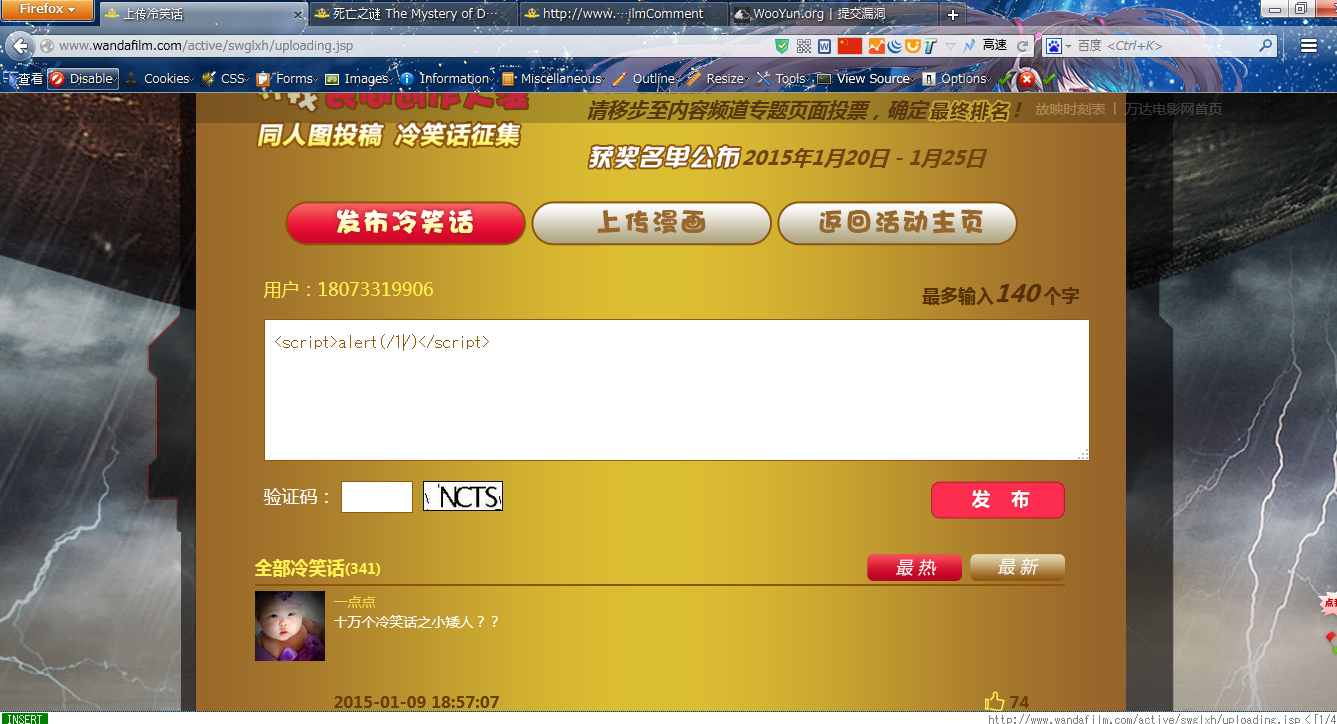 Firefox
上传冷笑话
死亡之谜 The Mystery of D···
http://www.···jlmComment
WooYun.org | 提交漏洞
www.wandafilm.com/active/swglxh/uploading.jsp
高速
百度 <Ctrl+K>
查看 Disable Cookies CSS Forms Images Information Miscellaneous Outline Resize Tools View Source Options
请移步至内容频道专题页面投票，确定最终排名！
放映时刻表 | 万达电影网首页
同人图投稿 冷笑话征集
获奖名单公布 2015年1月20日 - 1月25日
发布冷笑话
上传漫画
返回活动主页
用户：18073319906
最多输入140个字
<script>alert(/1/)</script>
验证码：
NCTS
发 布
全部冷笑话(341)
最 热
最 新
一点点
十万个冷笑话之小矮人？？
2015-01-09 18:57:07
74
INSERT
http://www.wandafilm.com/active/swglxh/uploading.jsp < [1/4